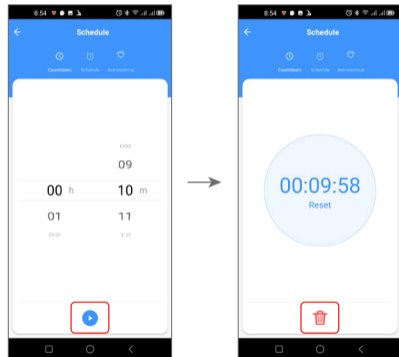 8:54
Schedule
Countdown Schedule Astronomical
09
00 h 10 m
01 11
8:54
Schedule
Countdown Schedule Astronomical
00:09:58
Reset